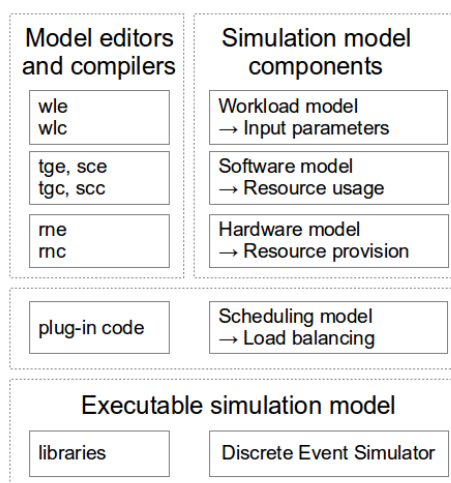 Model editors
and compilers
Simulation model
components
wle
wlc
Workload model
→ Input parameters
tge, sce
tgc, scc
Software model
→ Resource usage
rne
rnc
Hardware model
→ Resource provision
plug-in code
Scheduling model
→ Load balancing
Executable simulation model
libraries
Discrete Event Simulator